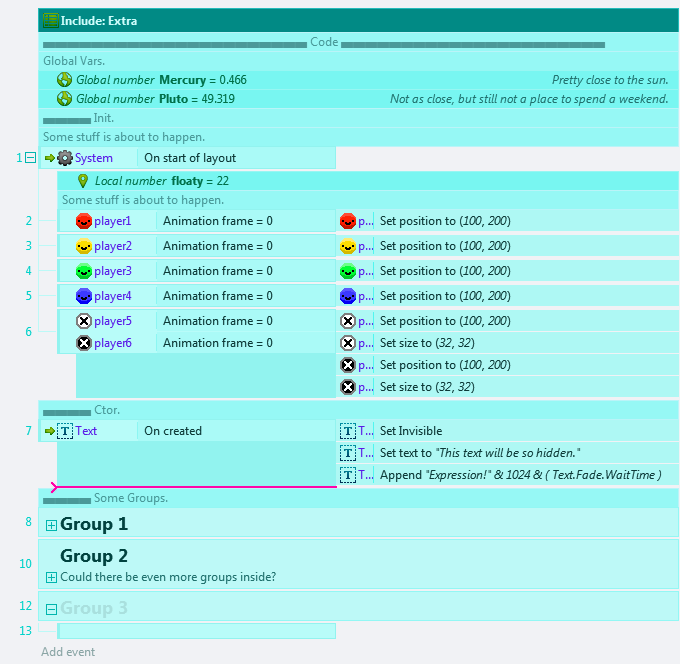 Include: Extra
Code
Global Vars.
Global number Mercury = 0.466 Pretty close to the sun.
Global number Pluto = 49.319 Not as close, but still not a place to spend a weekend.
Init.
Some stuff is about to happen.
1 System On start of layout
Local number floaty = 22
Some stuff is about to happen.
2 player1 Animation frame = 0 p... Set position to (100, 200)
3 player2 Animation frame = 0 p... Set position to (100, 200)
4 player3 Animation frame = 0 p... Set position to (100, 200)
5 player4 Animation frame = 0 p... Set position to (100, 200)
6 player5 Animation frame = 0 p... Set position to (100, 200)
player6 Animation frame = 0 p... Set size to (32, 32)
p... Set position to (100, 200)
p... Set size to (32, 32)
Ctor.
7 T Text On created T T... Set Invisible
T T... Set text to "This text will be so hidden."
T T... Append "Expression!" & 1024 & ( Text.Fade.WaitTime )
Some Groups.
8 Group 1
Group 2
10 Could there be even more groups inside?
12 Group 3
13
Add event